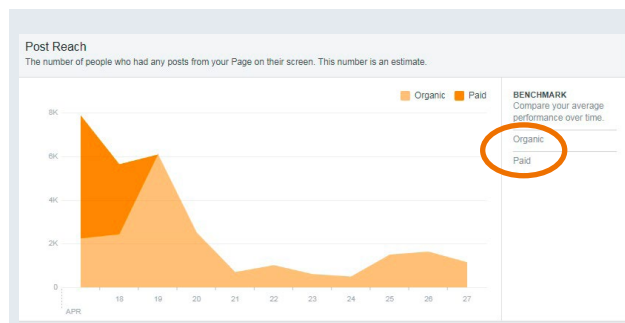 Post Reach
The number of people who had any posts from your Page on their screen. This number is an estimate.
Organic Paid
BENCHMARK
Compare your average
performance over time.
Organic
Paid
8K
6K
4K
2K
0
18 19 20 21 22 23 24 25 26 27
APR